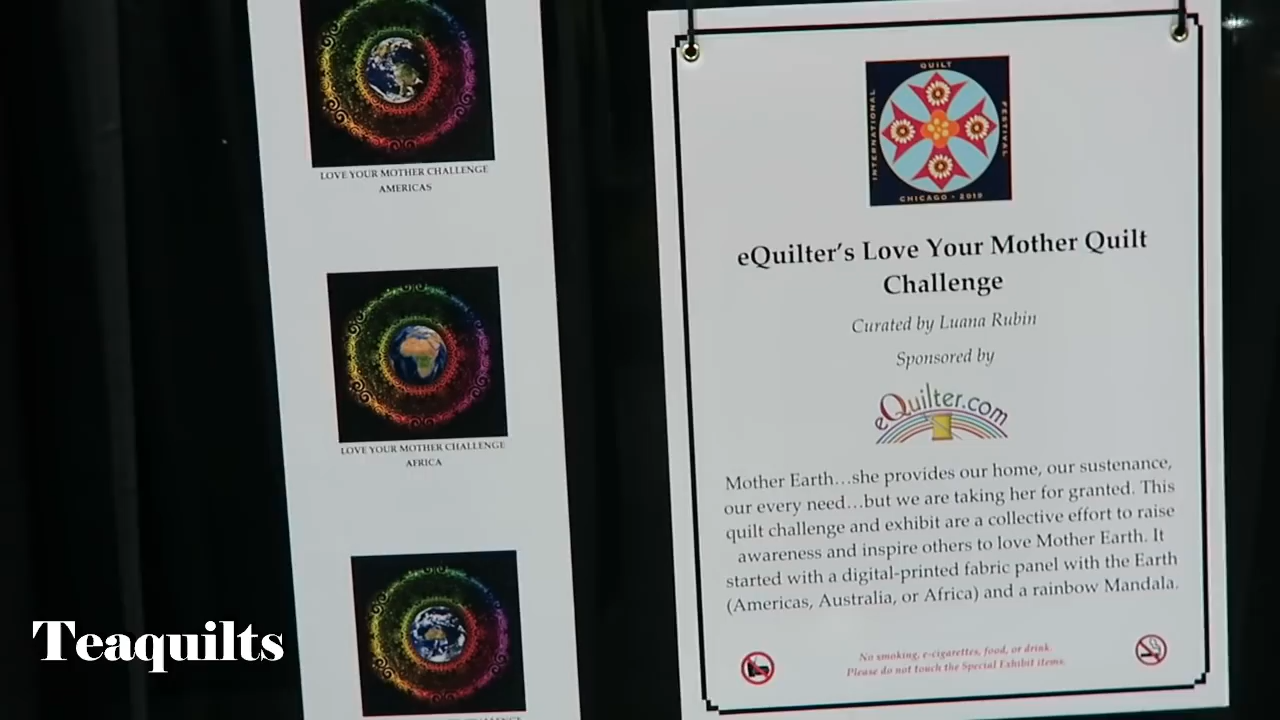 LOVE YOUR MOTHER CHALLENGE
AMERICAS
LOVE YOUR MOTHER CHALLENGE
AFRICA
Teaquilts
QUILT
INTERNATIONAL
FESTIVAL
CHICAGO • 2019
eQuilter's Love Your Mother Quilt
Challenge
Curated by Luana Rubin
Sponsored by
eQuilter.com
Mother Earth…she provides our home, our sustenance,
our every need…but we are taking her for granted. This
quilt challenge and exhibit are a collective effort to raise
awareness and inspire others to love Mother Earth. It
started with a digital-printed fabric panel with the Earth
(Americas, Australia, or Africa) and a rainbow Mandala.
No smoking, e-cigarettes, food, or drink.
Please do not touch the Special Exhibit items.